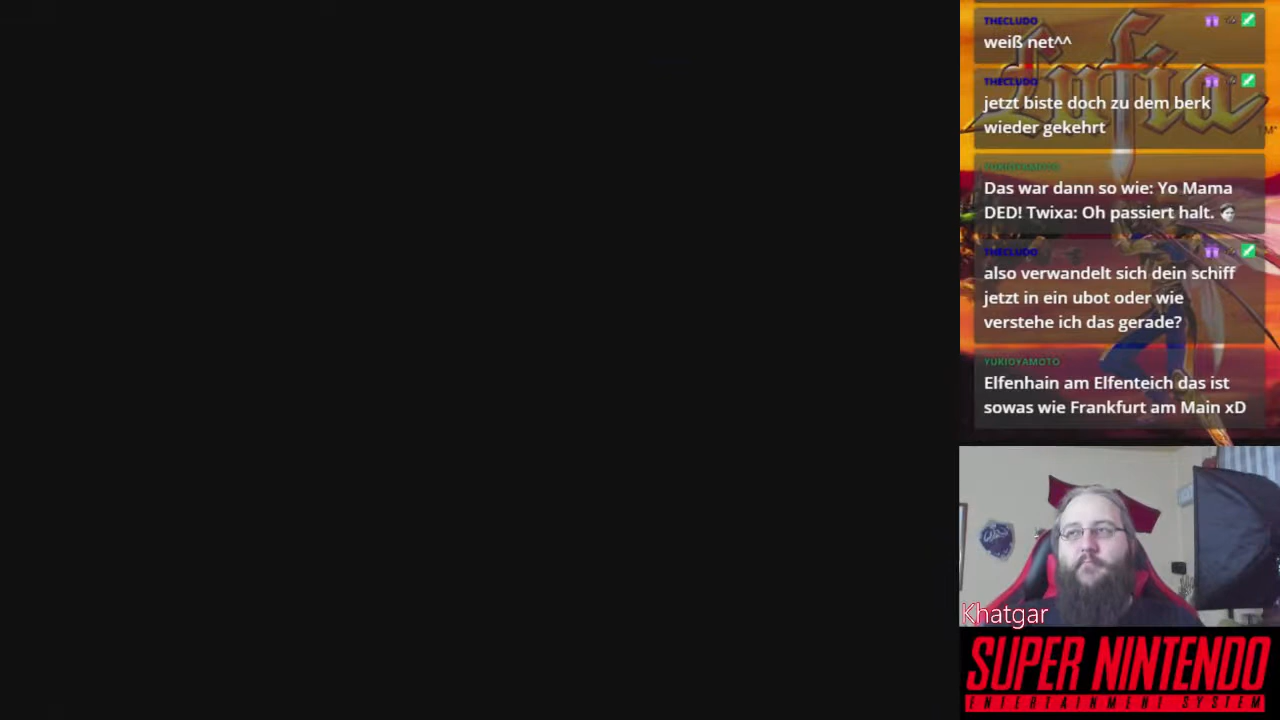 THECLUDO
weiß net^^
Lufia
TM
THECLUDO
jetzt biste doch zu dem berk
wieder gekehrt
YUKIOYAMOTO
Das war dann so wie: Yo Mama
DED! Twixa: Oh passiert halt.
THECLUDO
also verwandelt sich dein schiff
jetzt in ein ubot oder wie
verstehe ich das gerade?
YUKIOYAMOTO
Elfenhain am Elfenteich das ist
sowas wie Frankfurt am Main xD
Khatgar
SUPER NINTENDO
ENTERTAINMENT SYSTEM